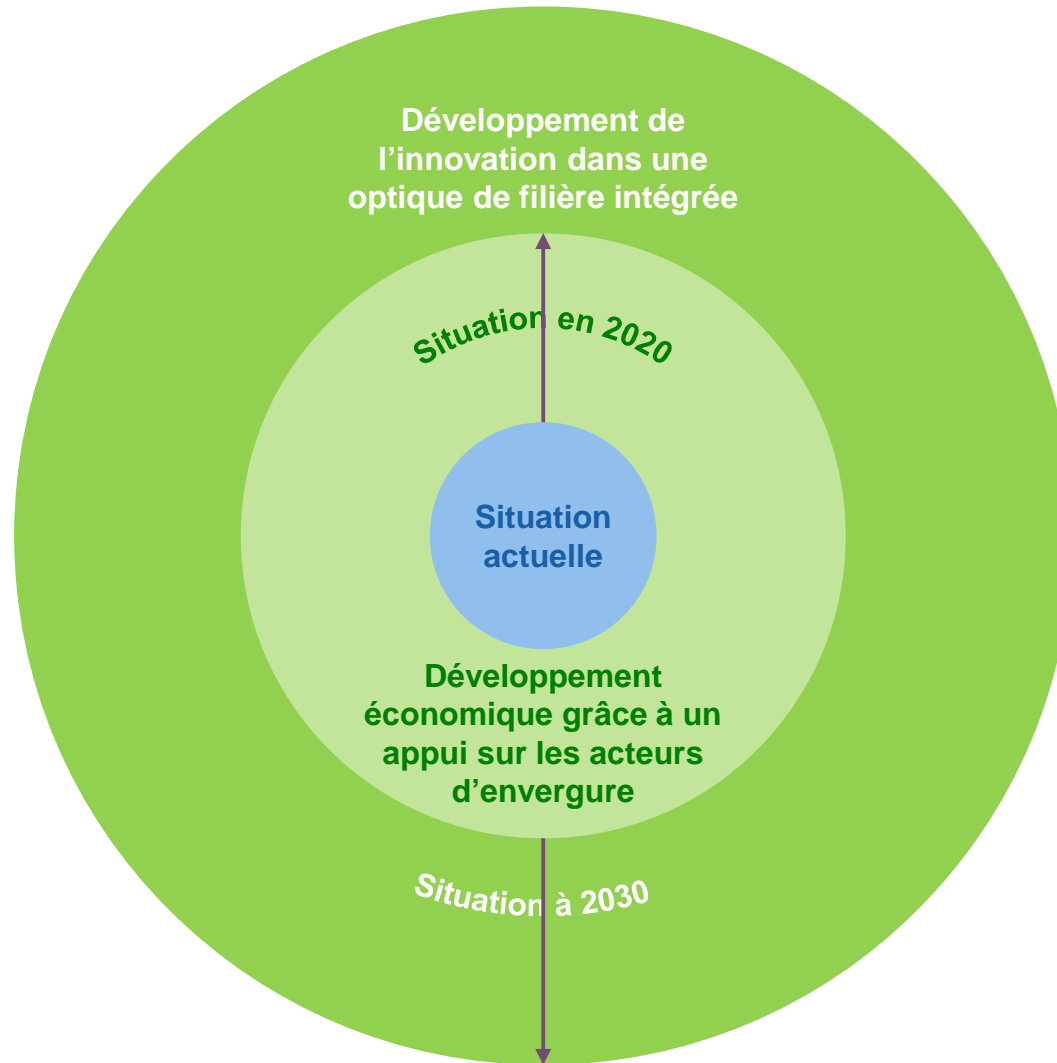 Développement de
l’innovation dans une
optique de filière intégrée
Situation en 2020
Situation
actuelle
Développement
économique grâce à un
appui sur les acteurs
d’envergure
Situation à 2030